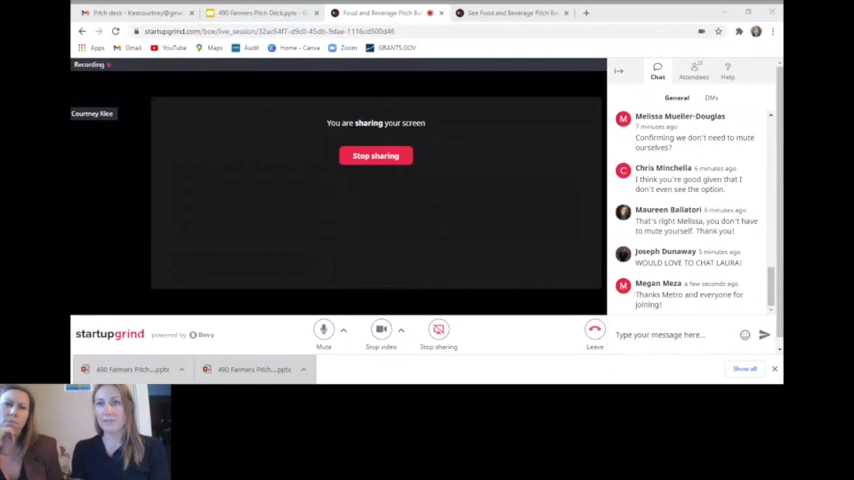 Pitch deck - kleecourtney@gm
490 Farmers Pitch Deck.pptx - G
Food and Beverage Pitch B
See Food and Beverage Pitch B
startupgrind.com/boe/live_session/32ac64f7-d9c0-45db-9dae-1116cd500d46
Apps
Gmail
YouTube
Maps
Audit
Home - Canva
Zoom
GRANTS.GOV
Recording
Courtney Klee
You are sharing your screen
Stop sharing
Chat
27
Attendees
Help
General
DMs
M
Melissa Mueller-Douglas
7 minutes ago
Confirming we don't need to mute
ourselves?
C
Chris Minchella 6 minutes ago
I think you're good given that I
don't even see the option.
Maureen Ballatori 6 minutes ago
That's right Melissa, you don't have
to mute yourself. Thank you!
Joseph Dunaway 5 minutes ago
WOULD LOVE TO CHAT LAURA!
M
Megan Meza a few seconds ago
Thanks Metro and everyone for
joining!
startupgrind powered by Bevy
Mute
Stop video
Stop sharing
Leave
Type your message here...
490 Farmers Pitch....pptx
490 Farmers Pitch....pptx
Show all